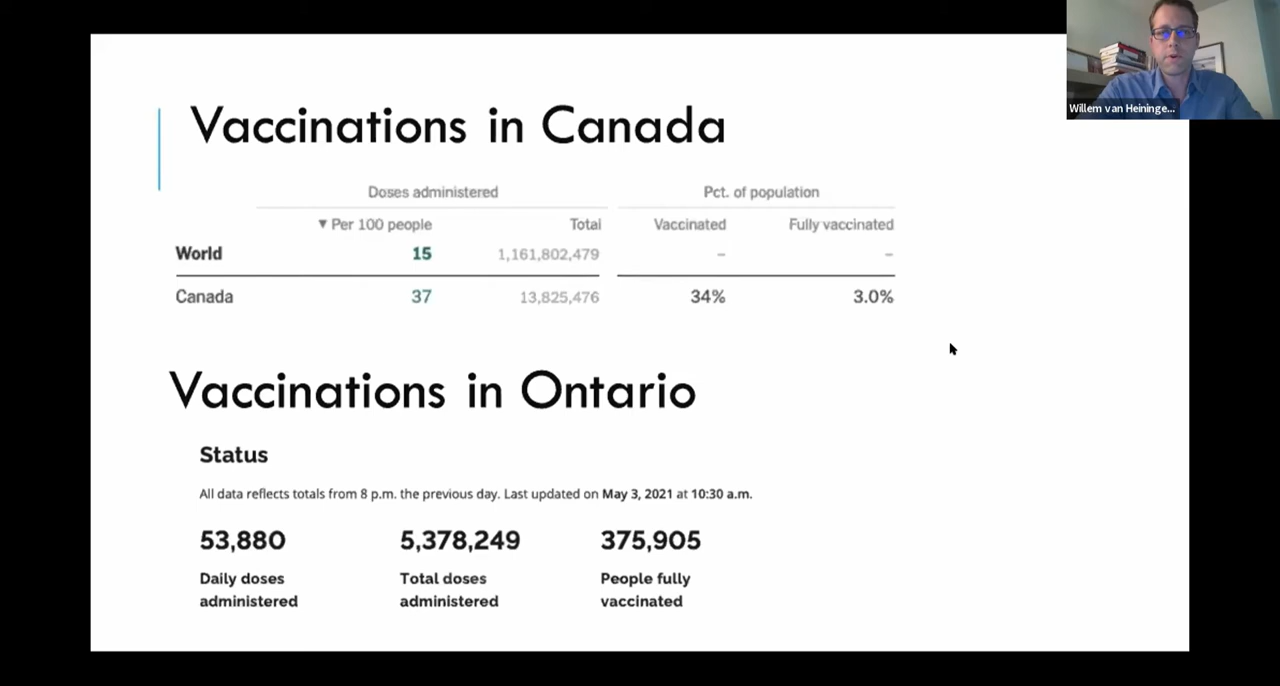 Vaccinations in Canada
Doses administered Pct. of population
▼ Per 100 people Total Vaccinated Fully vaccinated
World 15 1,161,802,479 – –
Canada 37 13,825,476 34% 3.0%
Vaccinations in Ontario
Status
All data reflects totals from 8 p.m. the previous day. Last updated on May 3, 2021 at 10:30 a.m.
53,880 5,378,249 375,905
Daily doses Total doses People fully
administered administered vaccinated
Willem van Heininge...